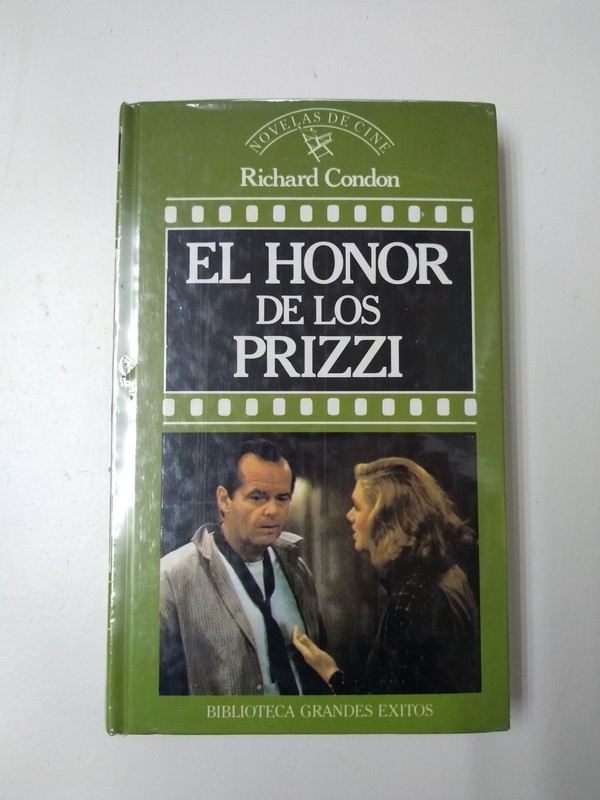 NOVELAS DE CINE
Richard Condon
EL HONOR
DE LOS
PRIZZI
BIBLIOTECA GRANDES EXITOS